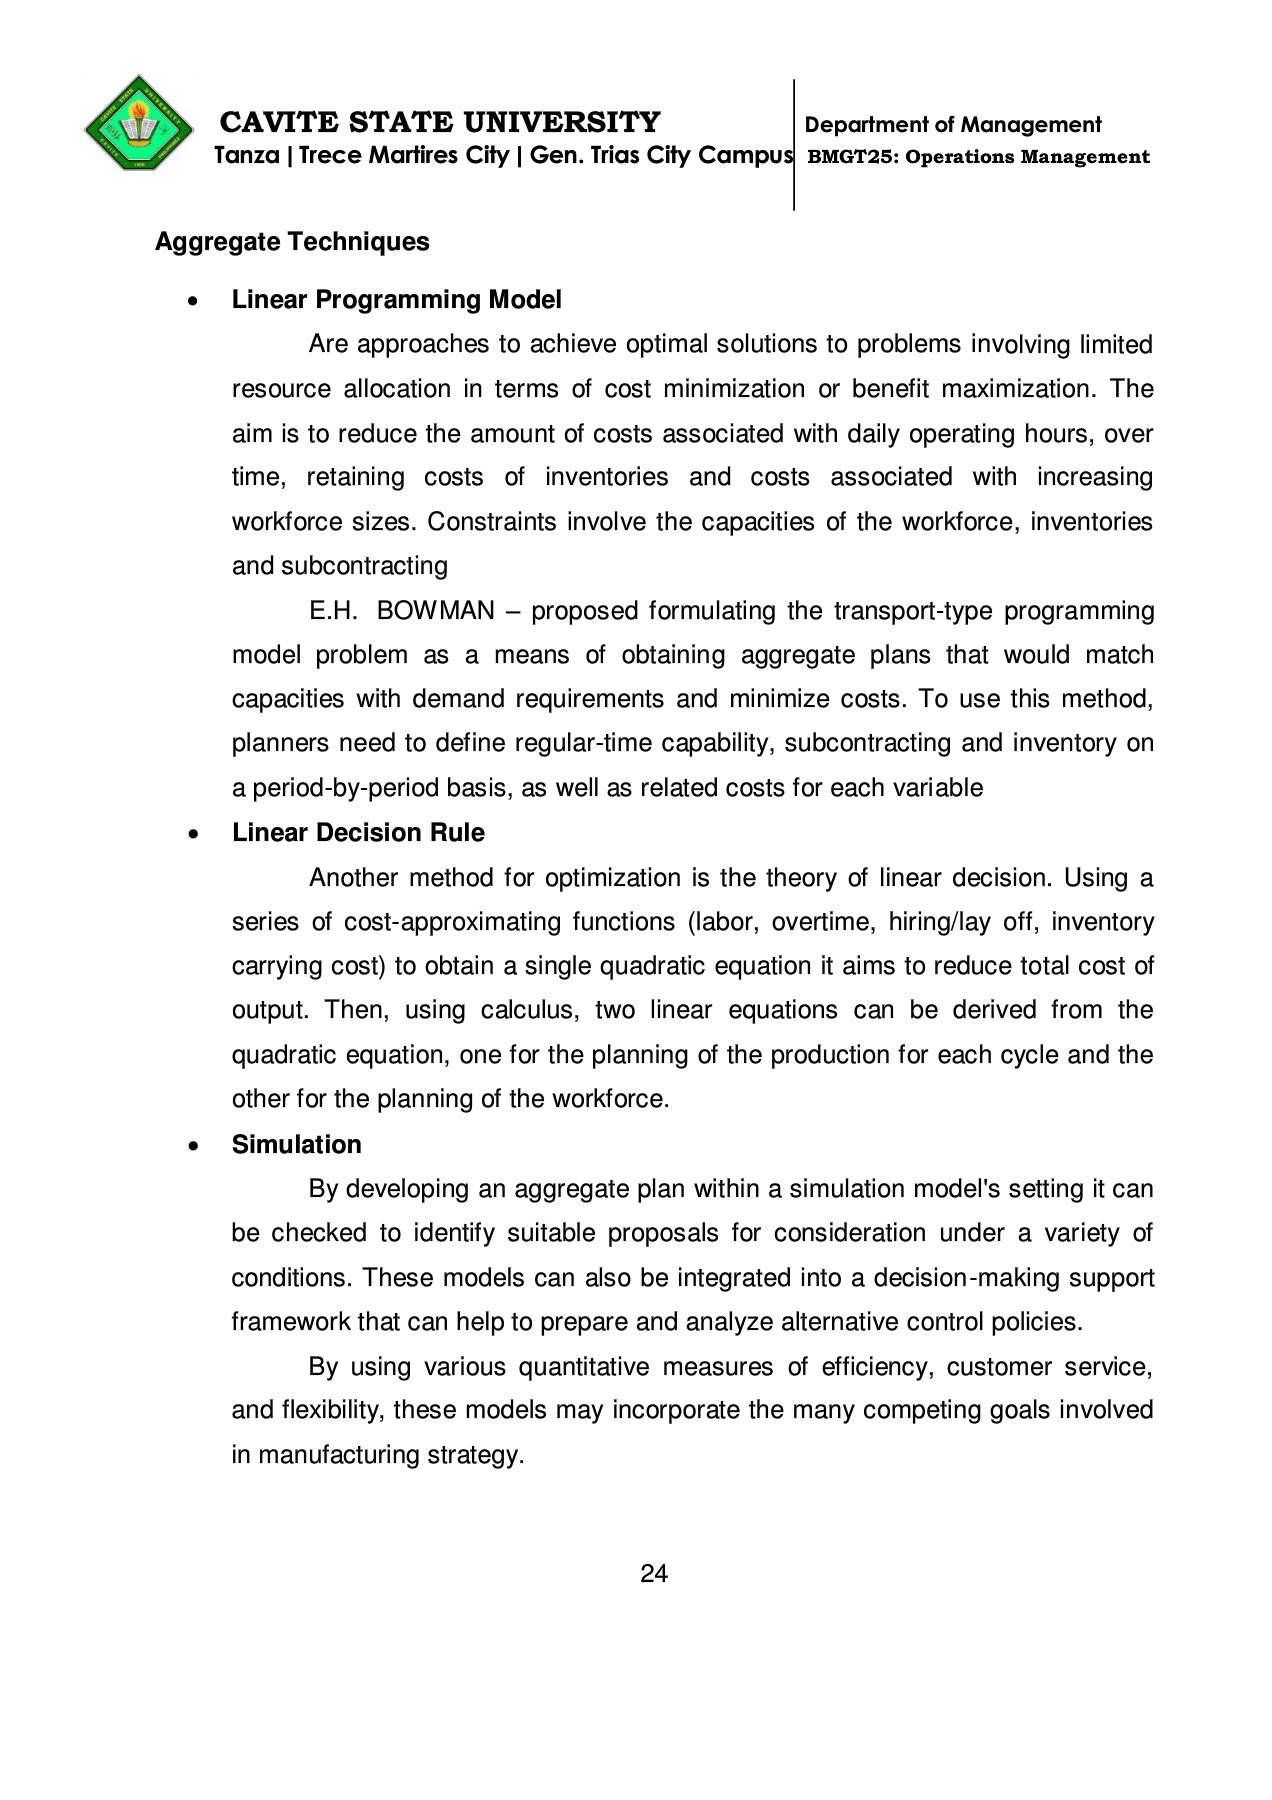 CAVITE STATE UNIVERSITY
Tanza | Trece Martires City | Gen. Trias City Campus
Department of Management
BMGT25: Operations Management
Aggregate Techniques
• Linear Programming Model
Are approaches to achieve optimal solutions to problems involving limited
resource allocation in terms of cost minimization or benefit maximization. The
aim is to reduce the amount of costs associated with daily operating hours, over
time, retaining costs of inventories and costs associated with increasing
workforce sizes. Constraints involve the capacities of the workforce, inventories
and subcontracting
E.H. BOWMAN – proposed formulating the transport-type programming
model problem as a means of obtaining aggregate plans that would match
capacities with demand requirements and minimize costs. To use this method,
planners need to define regular-time capability, subcontracting and inventory on
a period-by-period basis, as well as related costs for each variable
• Linear Decision Rule
Another method for optimization is the theory of linear decision. Using a
series of cost-approximating functions (labor, overtime, hiring/lay off, inventory
carrying cost) to obtain a single quadratic equation it aims to reduce total cost of
output. Then, using calculus, two linear equations can be derived from the
quadratic equation, one for the planning of the production for each cycle and the
other for the planning of the workforce.
• Simulation
By developing an aggregate plan within a simulation model's setting it can
be checked to identify suitable proposals for consideration under a variety of
conditions. These models can also be integrated into a decision-making support
framework that can help to prepare and analyze alternative control policies.
By using various quantitative measures of efficiency, customer service,
and flexibility, these models may incorporate the many competing goals involved
in manufacturing strategy.
24